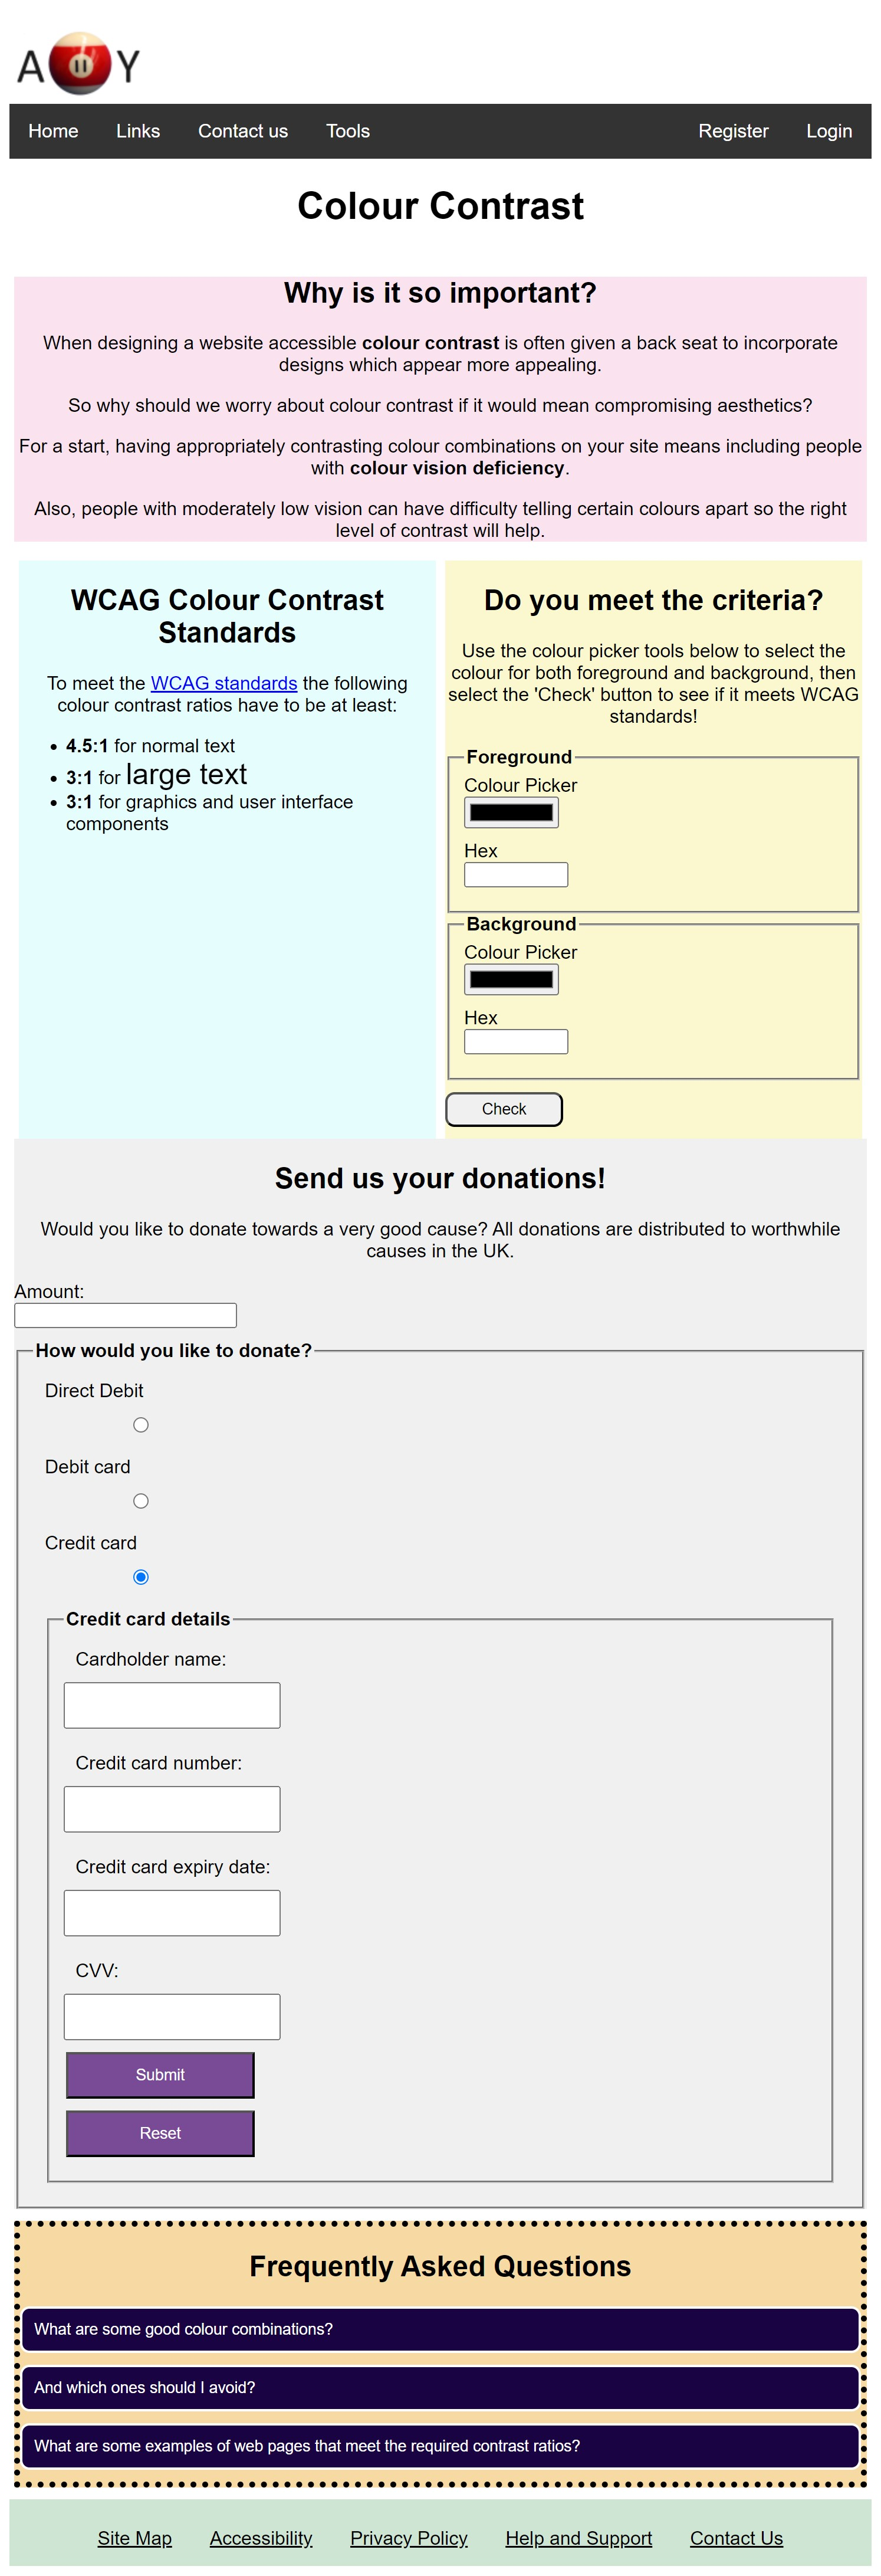 A 11 Y
Home Links Contact us Tools Register Login
Colour Contrast
Why is it so important?
When designing a website accessible colour contrast is often given a back seat to incorporate
designs which appear more appealing.
So why should we worry about colour contrast if it would mean compromising aesthetics?
For a start, having appropriately contrasting colour combinations on your site means including people
with colour vision deficiency.
Also, people with moderately low vision can have difficulty telling certain colours apart so the right
level of contrast will help.
WCAG Colour Contrast
Standards
To meet the WCAG standards the following
colour contrast ratios have to be at least:
• 4.5:1 for normal text
• 3:1 for large text
• 3:1 for graphics and user interface
components
Do you meet the criteria?
Use the colour picker tools below to select the
colour for both foreground and background, then
select the 'Check' button to see if it meets WCAG
standards!
Foreground
Colour Picker
Hex
Background
Colour Picker
Hex
Check
Send us your donations!
Would you like to donate towards a very good cause? All donations are distributed to worthwhile
causes in the UK.
Amount:
How would you like to donate?
Direct Debit
Debit card
Credit card
Credit card details
Cardholder name:
Credit card number:
Credit card expiry date:
CVV:
Submit
Reset
Frequently Asked Questions
What are some good colour combinations?
And which ones should I avoid?
What are some examples of web pages that meet the required contrast ratios?
Site Map Accessibility Privacy Policy Help and Support Contact Us